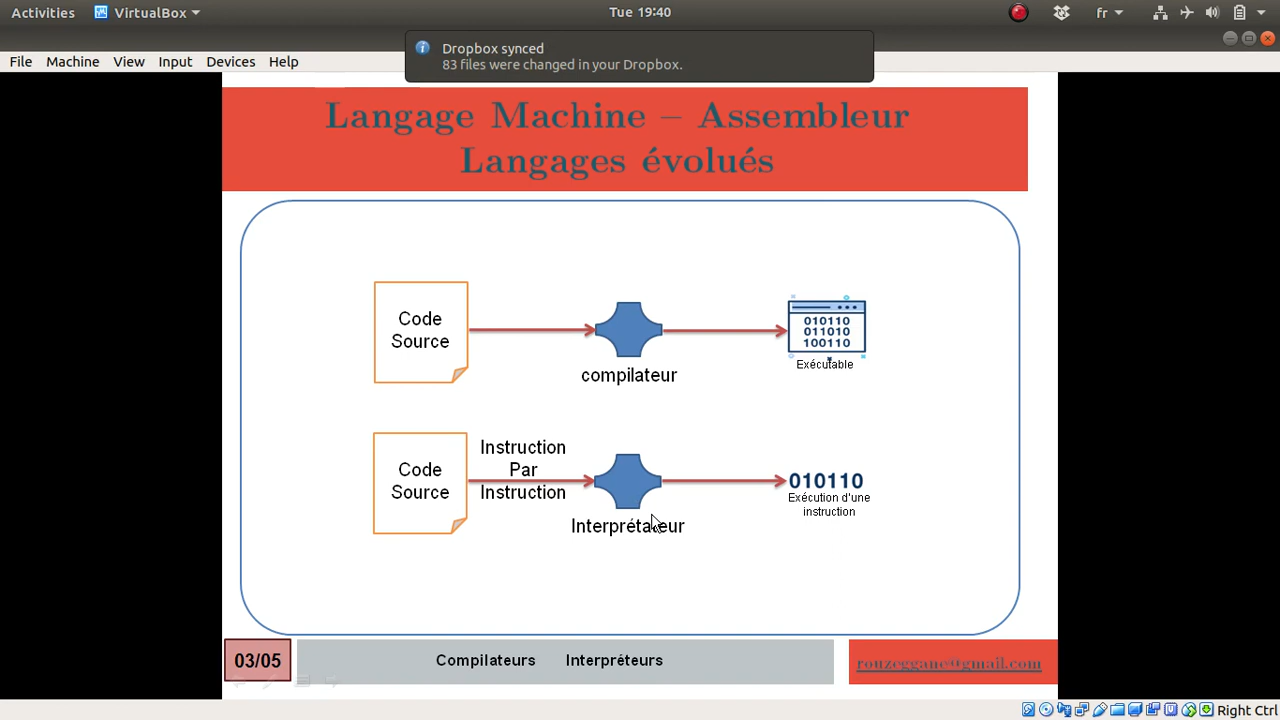 Activities VirtualBox Tue 19:40 fr
Dropbox synced
83 files were changed in your Dropbox.
File Machine View Input Devices Help
Langage Machine – Assembleur
Langages évolués
Code
Source
compilateur
010110
011010
100110
Exécutable
Code
Source
Instruction
Par
Instruction
Interprétateur
010110
Exécution d'une
instruction
03/05
Compilateurs Interpréteurs
rouzeggane@gmail.com
Right Ctrl